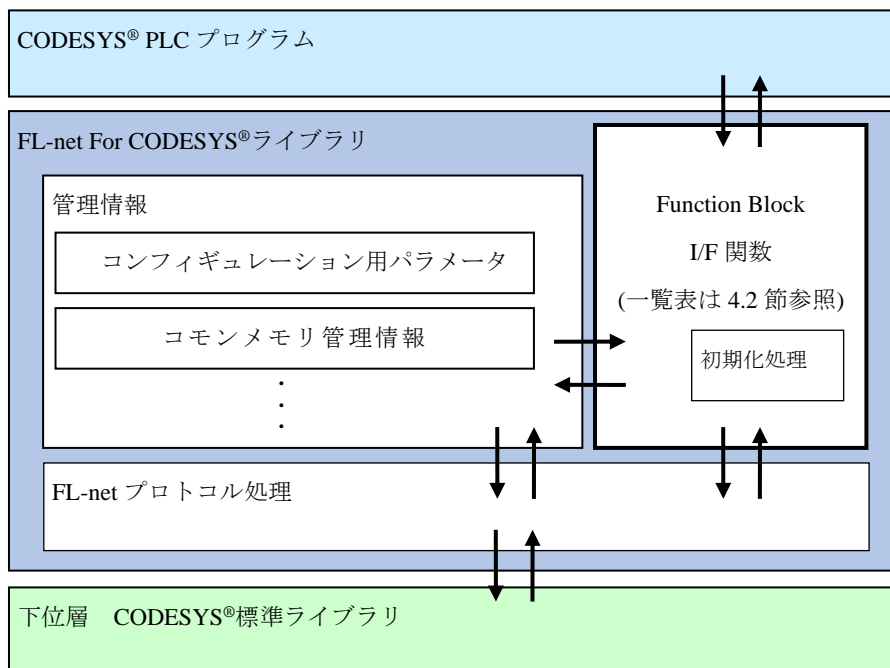 CODESYS® PLC プログラム
FL-net For CODESYS®ライブラリ
管理情報
コンフィギュレーション用パラメータ
コモンメモリ管理情報
・
・
・
Function Block
I/F 関数
(一覧表は 4.2 節参照)
初期化処理
FL-net プロトコル処理
下位層　CODESYS®標準ライブラリ